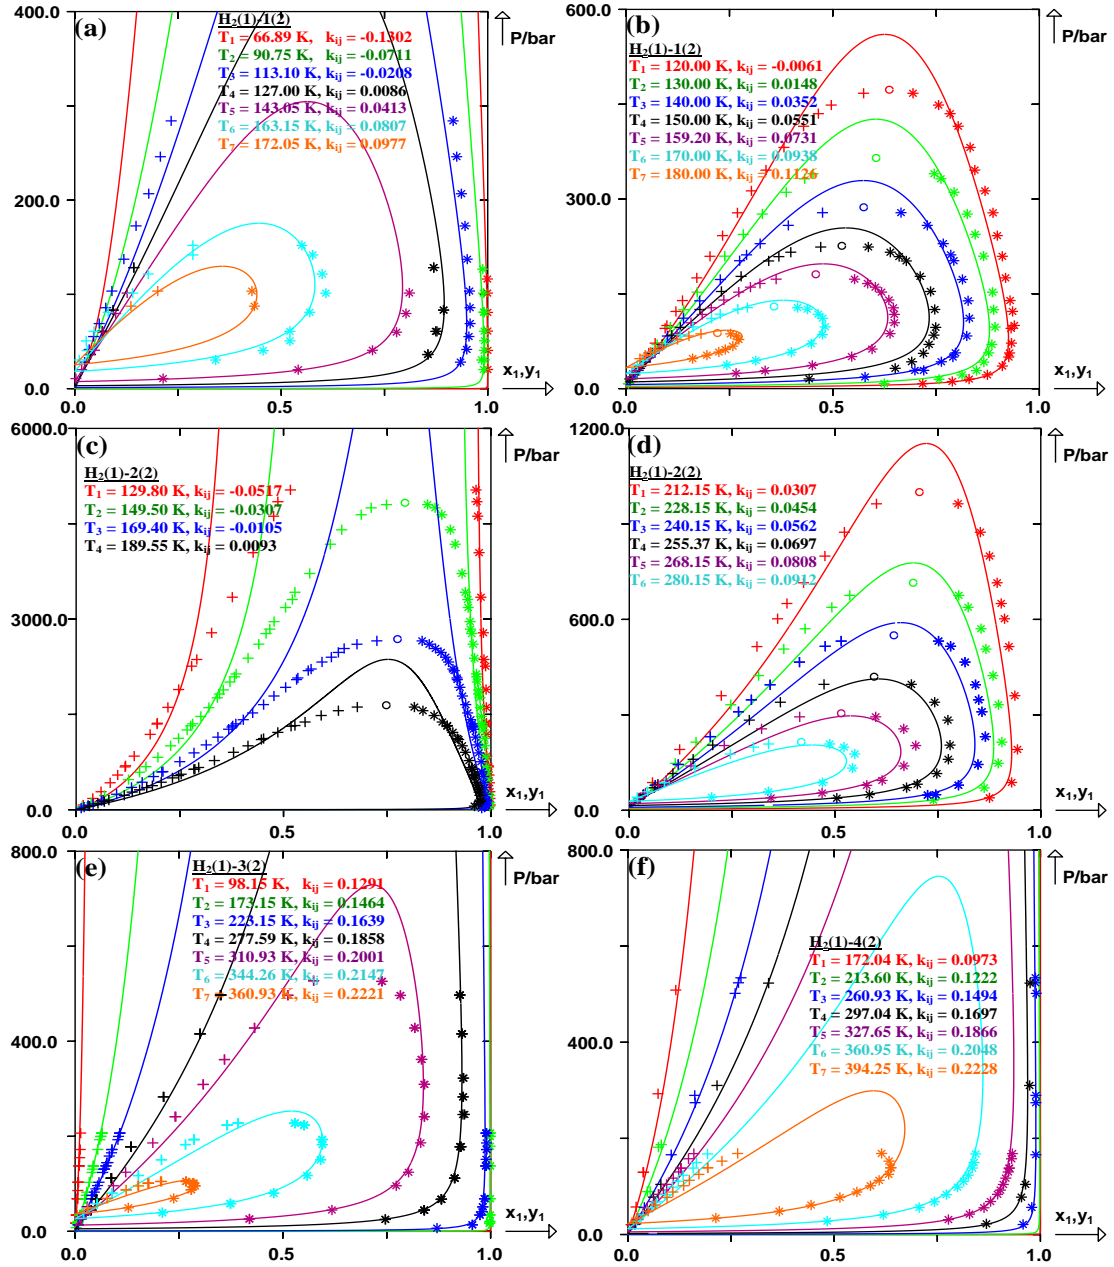 (a)
400
200.0
0.0
0.0
0.5
1.0
P/bar
x₁,y₁
H₂(1)-1(2)
T₁ = 66.89 K, kᵢⱼ = -0.1302
T₂ = 90.75 K, kᵢⱼ = -0.0711
T₃ = 113.10 K, kᵢⱼ = -0.0208
T₄ = 127.00 K, kᵢⱼ = 0.0086
T₅ = 143.05 K, kᵢⱼ = 0.0413
T₆ = 163.15 K, kᵢⱼ = 0.0807
T₇ = 172.05 K, kᵢⱼ = 0.0977
(b)
600.0
300.0
0.0
0.0
0.5
1.0
P/bar
x₁,y₁
H₂(1)-1(2)
T₁ = 120.00 K, kᵢⱼ = -0.0061
T₂ = 130.00 K, kᵢⱼ = 0.0148
T₃ = 140.00 K, kᵢⱼ = 0.0352
T₄ = 150.00 K, kᵢⱼ = 0.0551
T₅ = 159.20 K, kᵢⱼ = 0.0731
T₆ = 170.00 K, kᵢⱼ = 0.0938
T₇ = 180.00 K, kᵢⱼ = 0.1126
(c)
6000.0
3000.0
0.0
0.0
0.5
1.0
P/bar
x₁,y₁
H₂(1)-2(2)
T₁ = 129.80 K, kᵢⱼ = -0.0517
T₂ = 149.50 K, kᵢⱼ = -0.0307
T₃ = 169.40 K, kᵢⱼ = -0.0105
T₄ = 189.55 K, kᵢⱼ = 0.0093
(d)
1200.0
600.0
0.0
0.0
0.5
1.0
P/bar
x₁,y₁
H₂(1)-2(2)
T₁ = 212.15 K, kᵢⱼ = 0.0307
T₂ = 228.15 K, kᵢⱼ = 0.0454
T₃ = 240.15 K, kᵢⱼ = 0.0562
T₄ = 255.37 K, kᵢⱼ = 0.0697
T₅ = 268.15 K, kᵢⱼ = 0.0808
T₆ = 280.15 K, kᵢⱼ = 0.0912
(e)
800.0
400.0
0.0
0.0
0.5
1.0
P/bar
x₁,y₁
H₂(1)-3(2)
T₁ = 98.15 K, kᵢⱼ = 0.1291
T₂ = 173.15 K, kᵢⱼ = 0.1464
T₃ = 223.15 K, kᵢⱼ = 0.1639
T₄ = 277.59 K, kᵢⱼ = 0.1858
T₅ = 310.93 K, kᵢⱼ = 0.2001
T₆ = 344.26 K, kᵢⱼ = 0.2147
T₇ = 360.93 K, kᵢⱼ = 0.2221
(f)
800.0
400.0
0.0
0.0
0.5
1.0
P/bar
x₁,y₁
H₂(1)-4(2)
T₁ = 172.04 K, kᵢⱼ = 0.0973
T₂ = 213.60 K, kᵢⱼ = 0.1222
T₃ = 260.93 K, kᵢⱼ = 0.1494
T₄ = 297.04 K, kᵢⱼ = 0.1697
T₅ = 327.65 K, kᵢⱼ = 0.1866
T₆ = 360.95 K, kᵢⱼ = 0.2048
T₇ = 394.25 K, kᵢⱼ = 0.2228